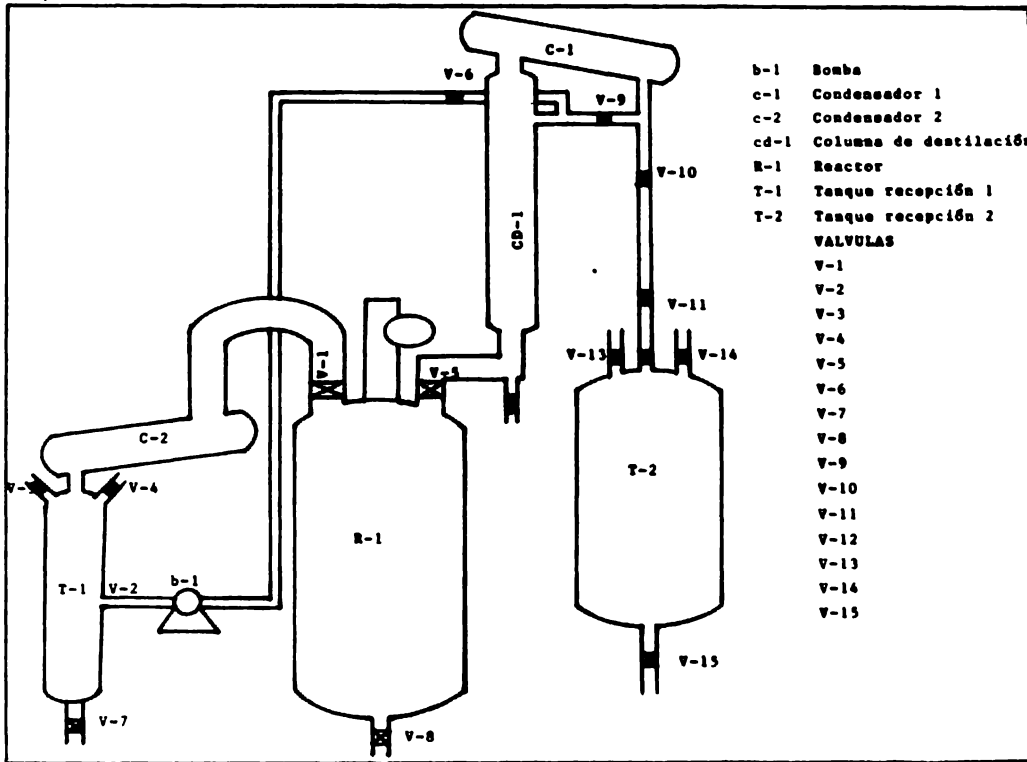 C-1
V-6
V-9
V-10
CD-1
V-11
V-13
V-14
V-1
V-5
C-2
V-4
T-2
R-1
T-1
V-2
b-1
V-15
V-7
V-8
b-1 Bomba
c-1 Condensador 1
c-2 Condensador 2
cd-1 Columna de destilación
R-1 Reactor
T-1 Tanque recepción 1
T-2 Tanque recepción 2
VALVULAS
V-1
V-2
V-3
V-4
V-5
V-6
V-7
V-8
V-9
V-10
V-11
V-12
V-13
V-14
V-15